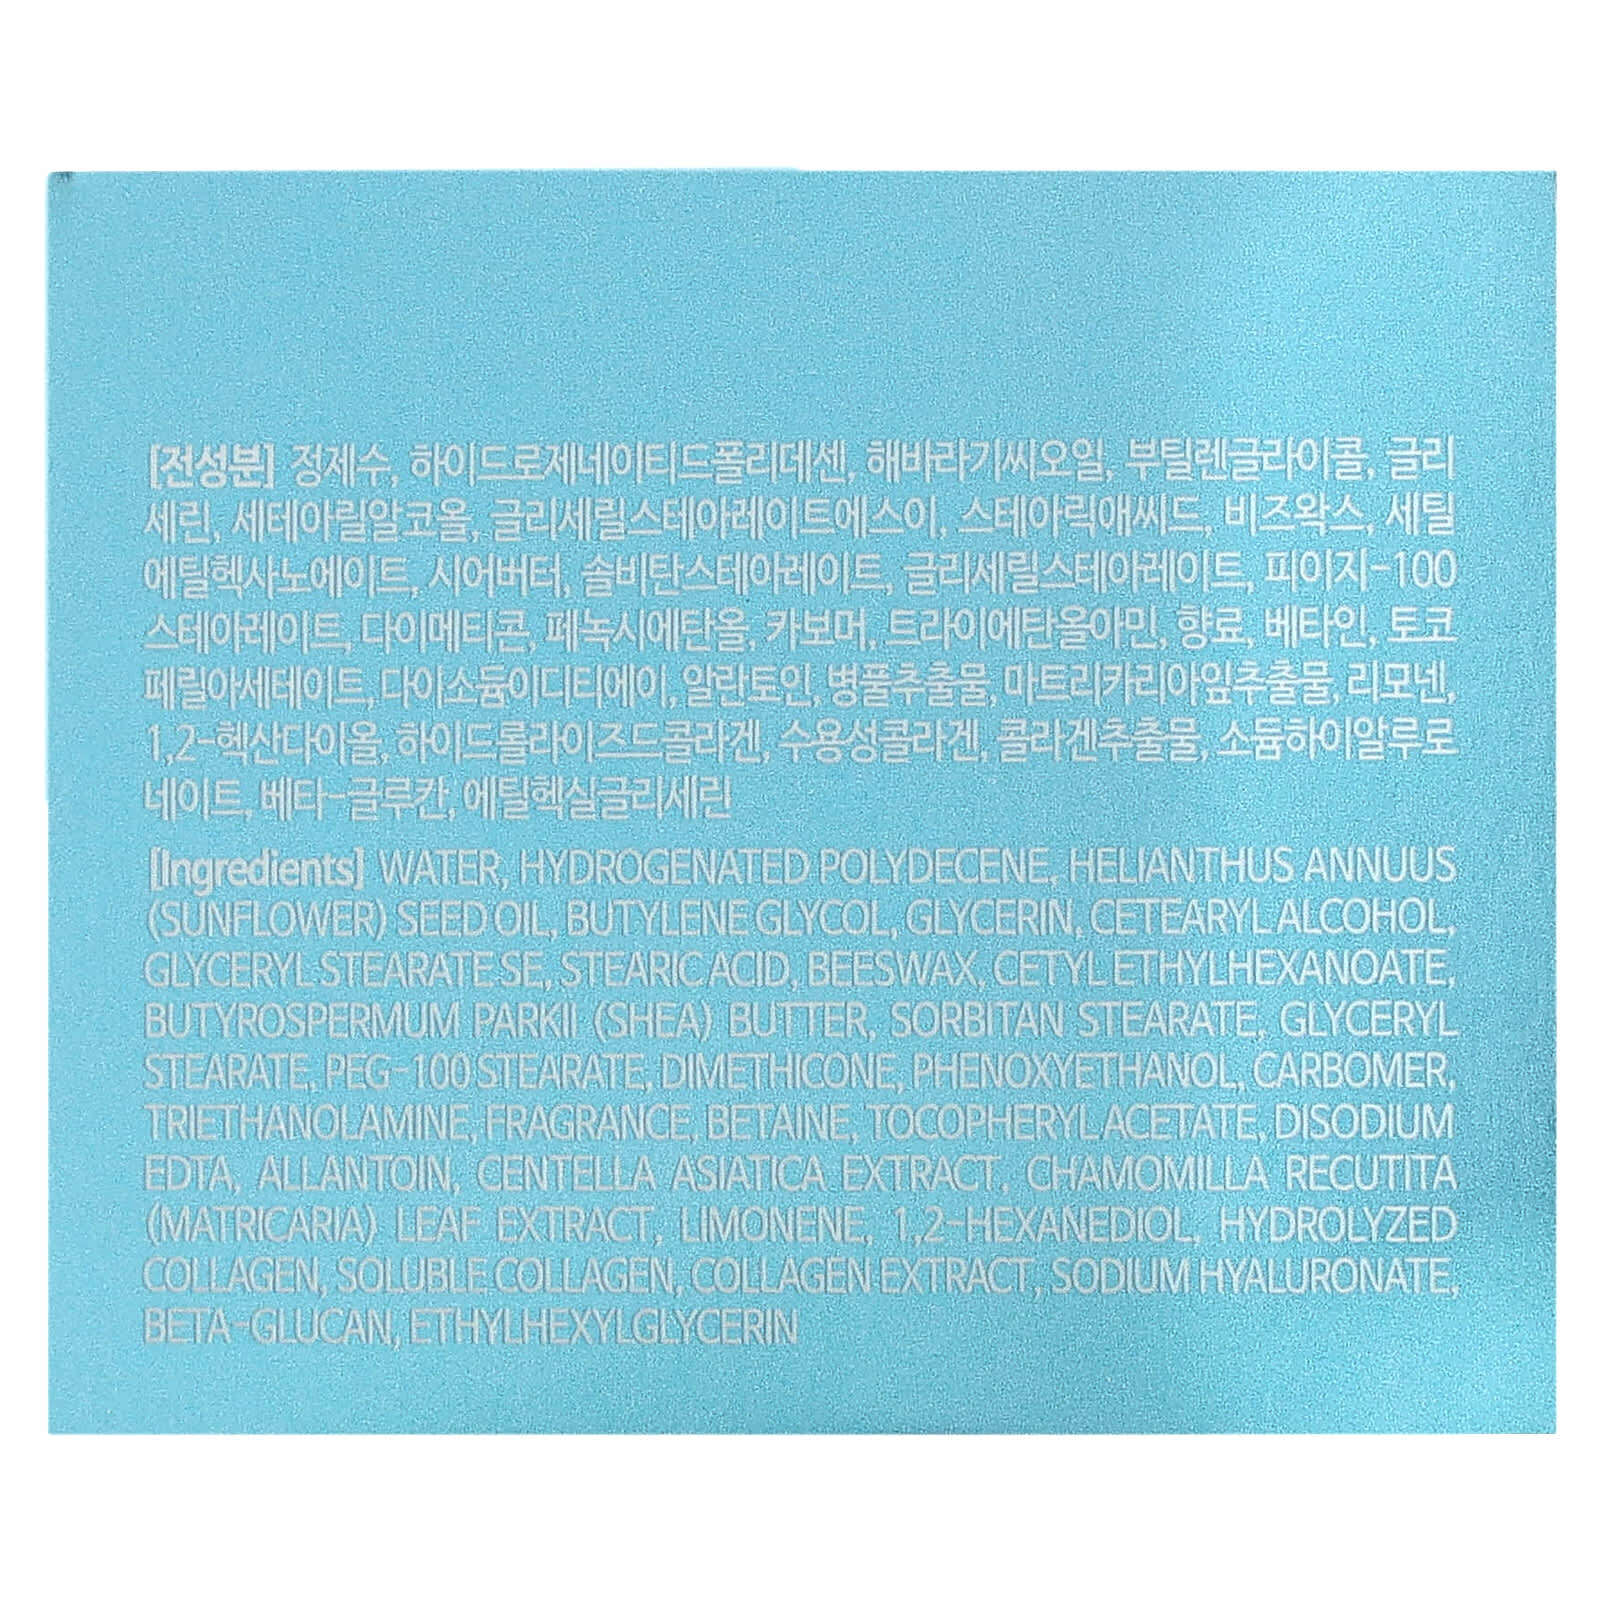 [전성분] 정제수, 하이드로제네이티드폴리데센, 해바라기씨오일, 부틸렌글라이콜, 글리
세린, 세테아릴알코올, 글리세릴스테아레이트에스이, 스테아릭애씨드, 비즈왁스, 세틸
에틸헥사노에이트, 시어버터, 솔비탄스테아레이트, 글리세릴스테아레이트, 피이지-100
스테아레이트, 다이메티콘, 페녹시에탄올, 카보머, 트라이에탄올아민, 향료, 베타인, 토코
페릴아세테이트, 다이소듐이디티에이, 알란토인, 병풀추출물, 마트리카리아잎추출물, 리모넨,
1,2-헥산다이올, 하이드롤라이즈드콜라겐, 수용성콜라겐, 콜라겐추출물, 소듐하이알루로
네이트, 베타-글루칸, 에틸헥실글리세린
[Ingredients] WATER, HYDROGENATED POLYDECENE, HELIANTHUS ANNUUS
(SUNFLOWER) SEED OIL, BUTYLENE GLYCOL, GLYCERIN, CETEARYL ALCOHOL,
GLYCERYL STEARATE SE, STEARIC ACID, BEESWAX, CETYL ETHYLHEXANOATE,
BUTYROSPERMUM PARKII (SHEA) BUTTER, SORBITAN STEARATE, GLYCERYL
STEARATE, PEG-100 STEARATE, DIMETHICONE, PHENOXYETHANOL, CARBOMER,
TRIETHANOLAMINE, FRAGRANCE, BETAINE, TOCOPHERYL ACETATE, DISODIUM
EDTA, ALLANTOIN, CENTELLA ASIATICA EXTRACT, CHAMOMILLA RECUTITA
(MATRICARIA) LEAF EXTRACT, LIMONENE, 1,2-HEXANEDIOL, HYDROLYZED
COLLAGEN, SOLUBLE COLLAGEN, COLLAGEN EXTRACT, SODIUM HYALURONATE,
BETA-GLUCAN, ETHYLHEXYLGLYCERIN